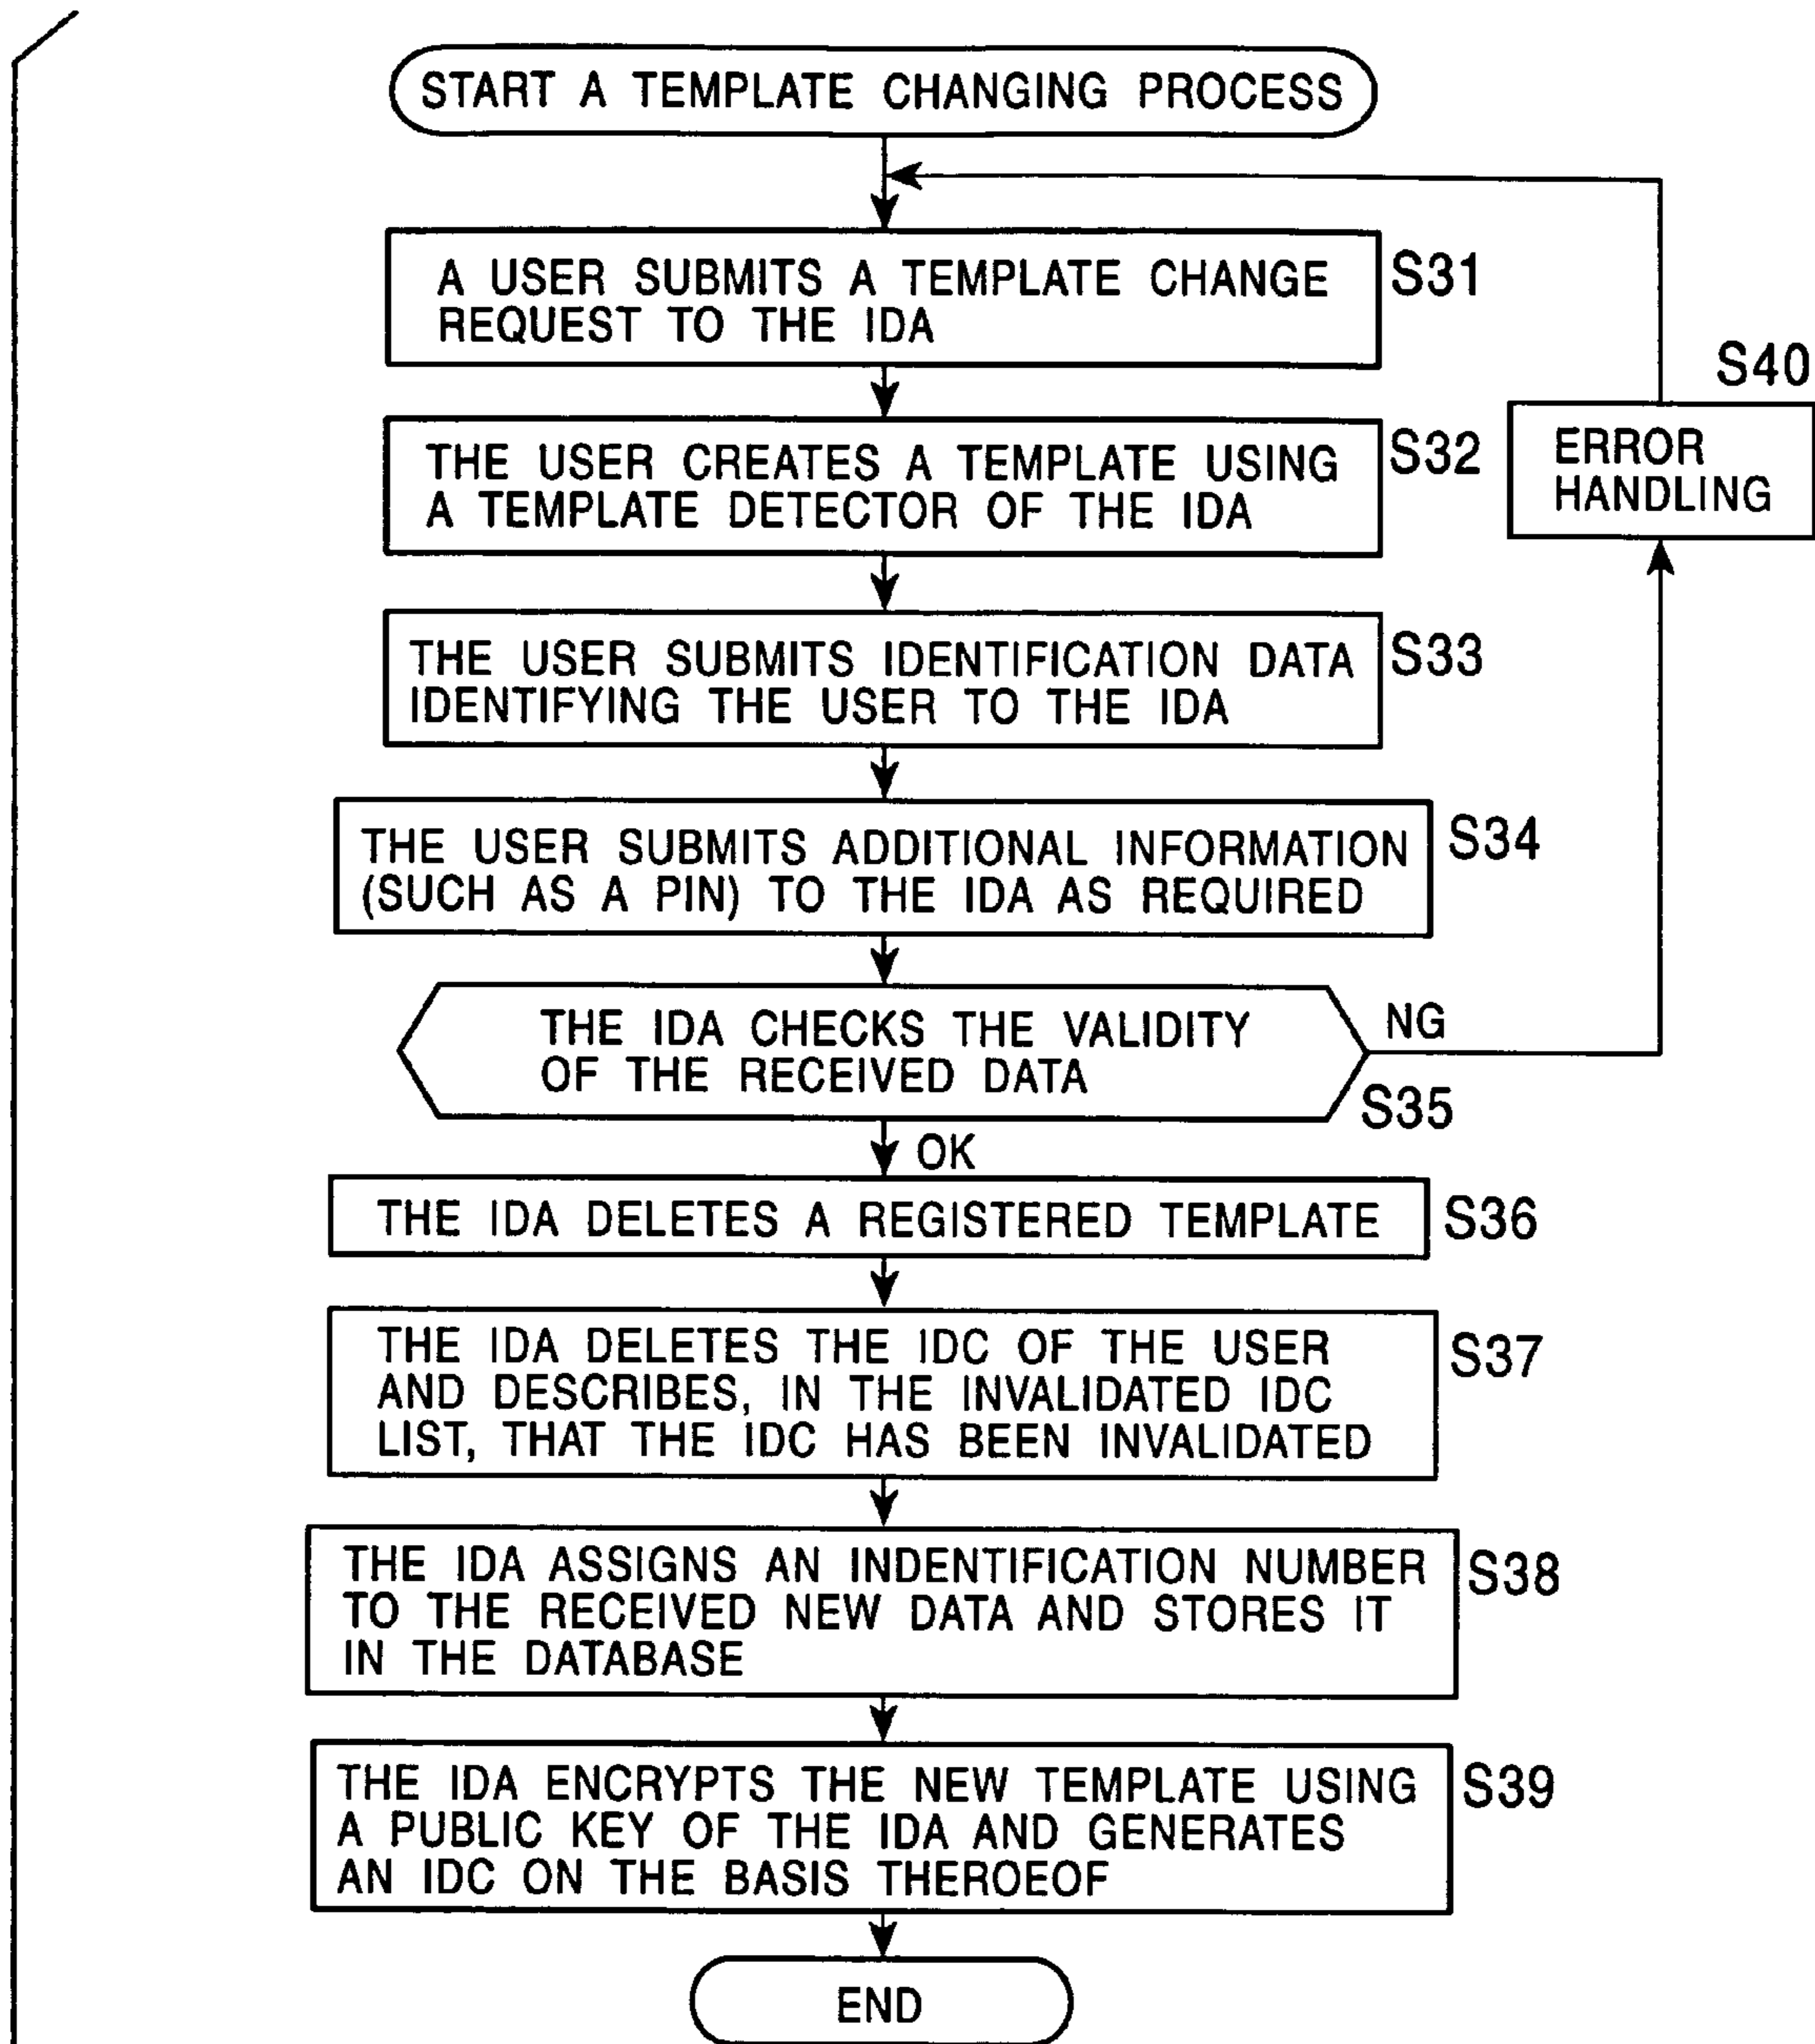 START A TEMPLATE CHANGING PROCESS
A USER SUBMITS A TEMPLATE CHANGE
REQUEST TO THE IDA
S31
S40
ERROR
HANDLING
THE USER CREATES A TEMPLATE USING
A TEMPLATE DETECTOR OF THE IDA
S32
THE USER SUBMITS IDENTIFICATION DATA
IDENTIFYING THE USER TO THE IDA
S33
THE USER SUBMITS ADDITIONAL INFORMATION
(SUCH AS A PIN) TO THE IDA AS REQUIRED
S34
THE IDA CHECKS THE VALIDITY
OF THE RECEIVED DATA
NG
S35
OK
THE IDA DELETES A REGISTERED TEMPLATE
S36
THE IDA DELETES THE IDC OF THE USER
AND DESCRIBES, IN THE INVALIDATED IDC
LIST, THAT THE IDC HAS BEEN INVALIDATED
S37
THE IDA ASSIGNS AN INDENTIFICATION NUMBER
TO THE RECEIVED NEW DATA AND STORES IT
IN THE DATABASE
S38
THE IDA ENCRYPTS THE NEW TEMPLATE USING
A PUBLIC KEY OF THE IDA AND GENERATES
AN IDC ON THE BASIS THEROEOF
S39
END